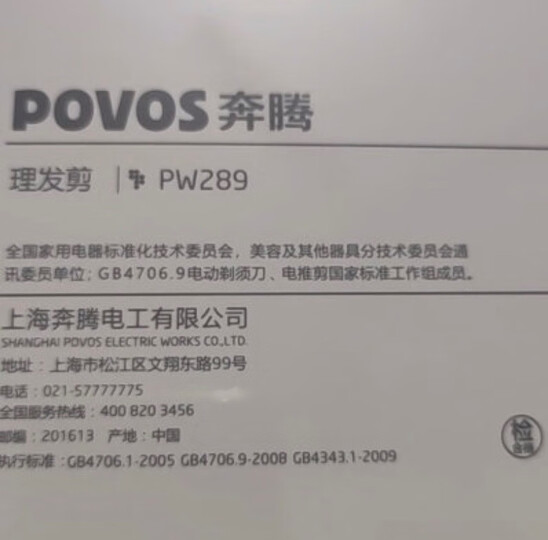 POVOS 奔腾
理发剪 | PW289
全国家用电器标准化技术委员会，美容及其他器具分技术委员会通
讯委员单位；GB4706.9电动剃须刀、电推剪国家标准工作组成员。
上海奔腾电工有限公司
SHANGHAI POVOS ELECTRIC WORKS CO.,LTD.
地址：上海市松江区文翔东路99号
电话：021-57777775
全国服务热线：400 820 3456
邮编：201613 产地：中国
执行标准：GB4706.1-2005 GB4706.9-2008 GB4343.1-2009
检
合格